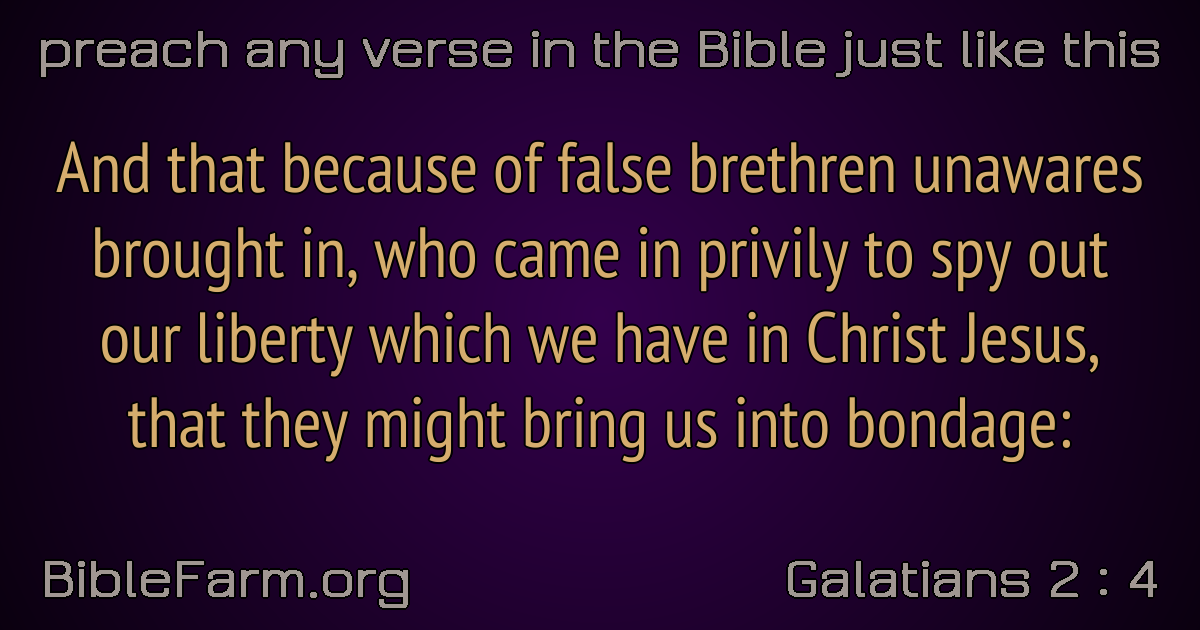 preach any verse in the Bible just like this
And that because of false brethren unawares
brought in, who came in privily to spy out
our liberty which we have in Christ Jesus,
that they might bring us into bondage:
BibleFarm.org
Galatians 2 : 4